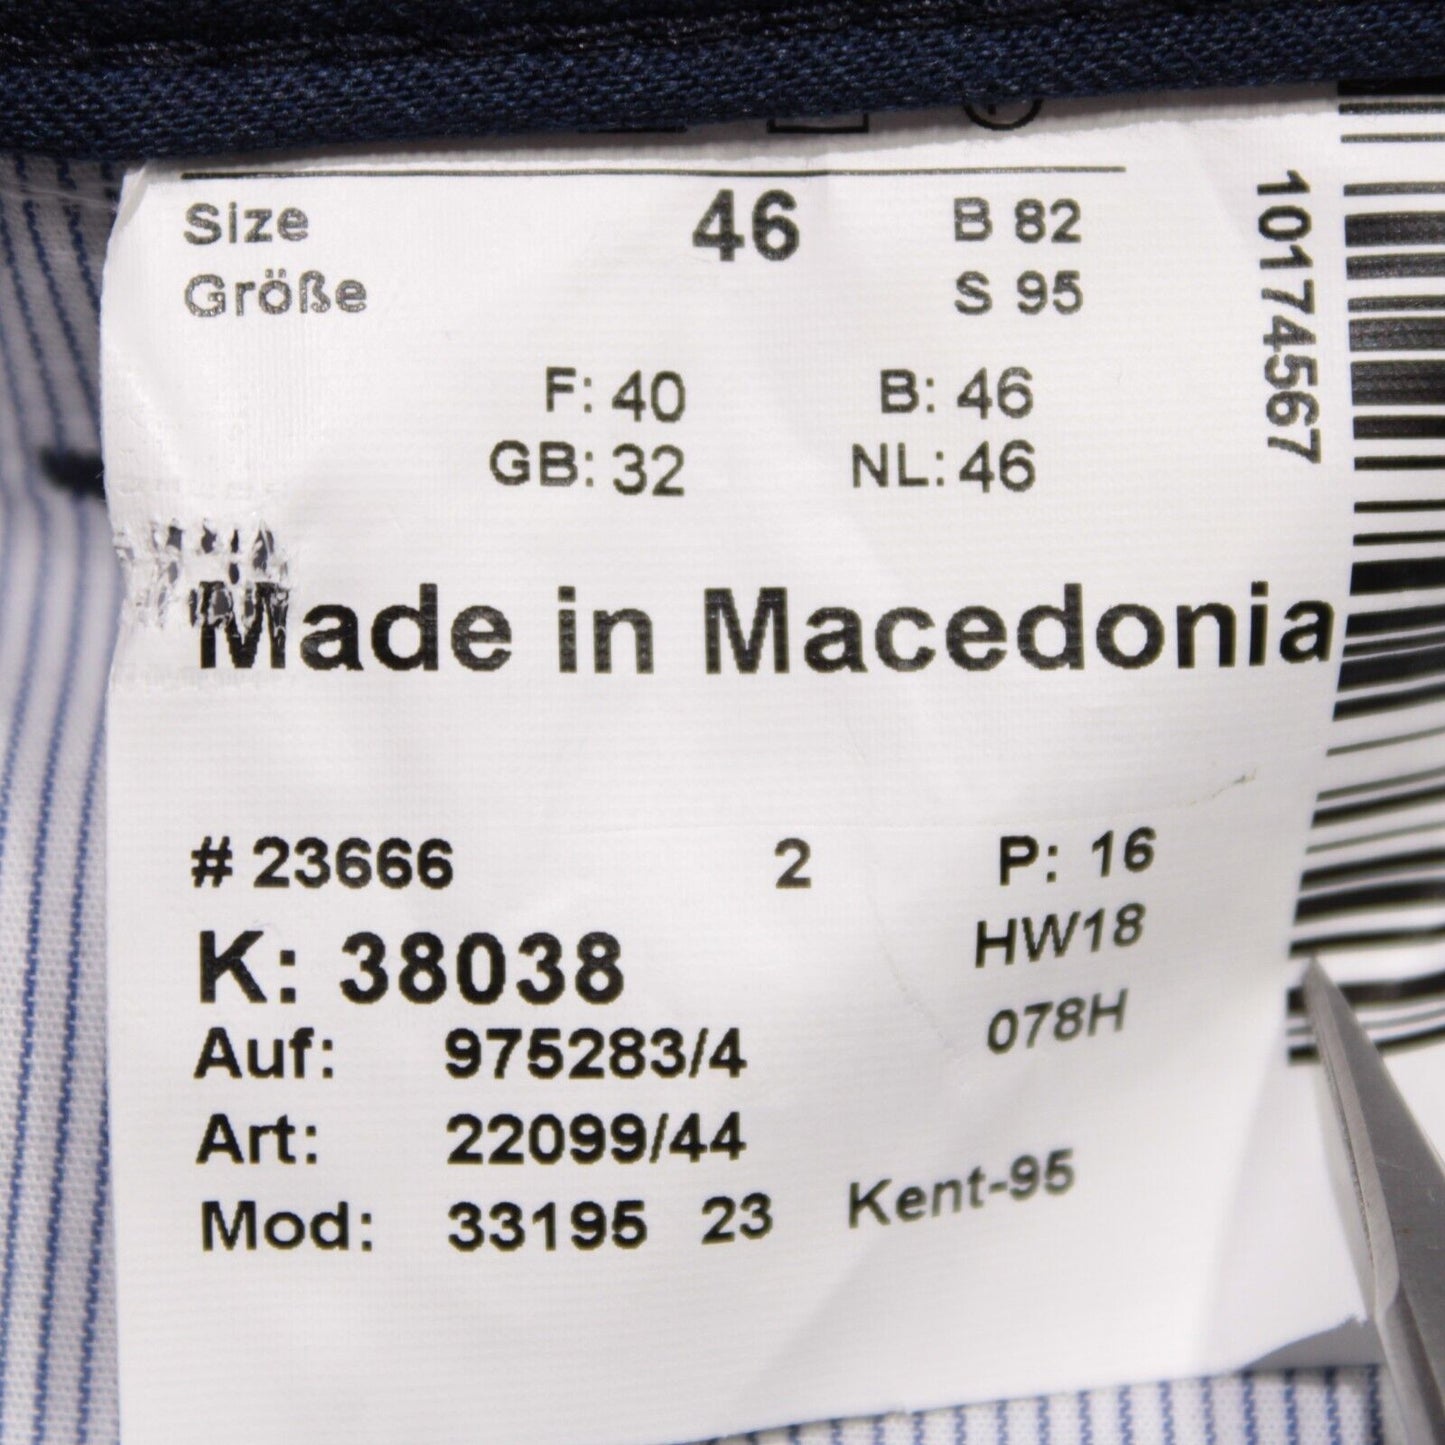 Size 46 B 82
Größe S 95
F: 40 B: 46
GB: 32 NL: 46
Made in Macedonia
# 23666 2 P: 16
K: 38038 HW18
Auf: 975283/4 078H
Art: 22099/44
Mod: 33195 23 Kent-95
10174567